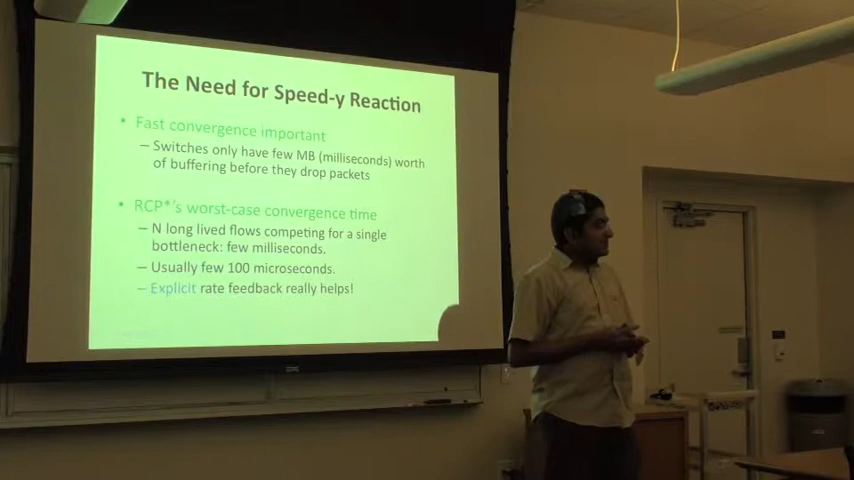 The Need for Speed-y Reaction
• Fast convergence important
– Switches only have few MB (milliseconds) worth
of buffering before they drop packets
• RCP*'s worst-case convergence time
– N long lived flows competing for a single
bottleneck: few milliseconds.
– Usually few 100 microseconds.
– Explicit rate feedback really helps!